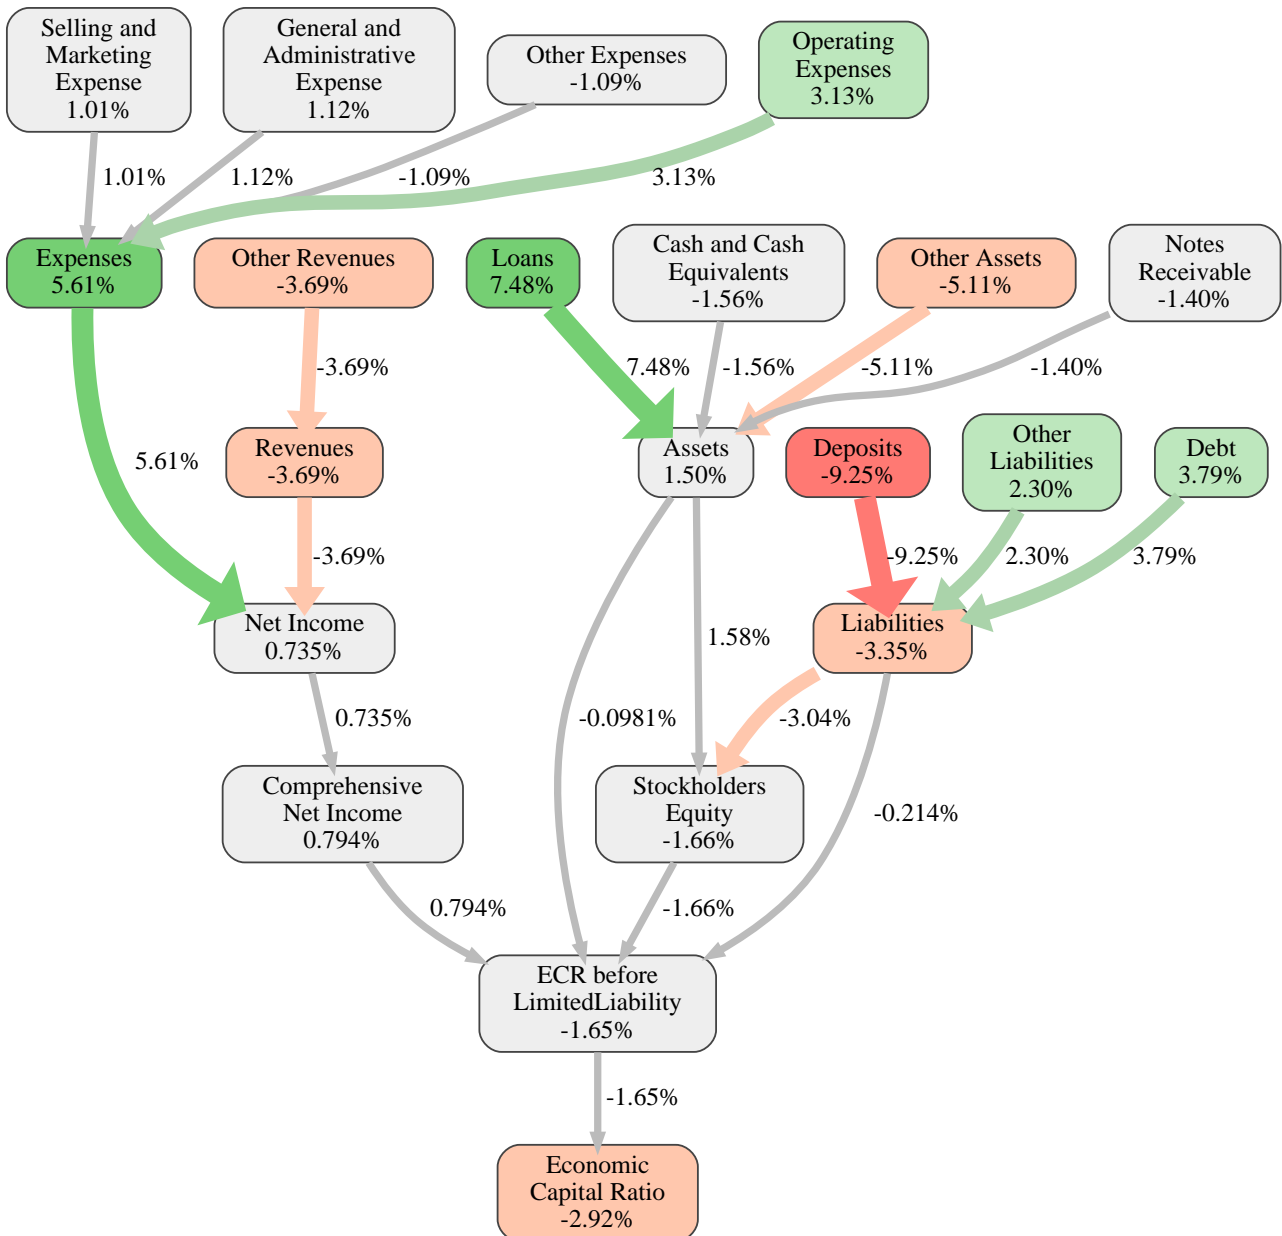 Selling and
Marketing
Expense
1.01%
General and
Administrative
Expense
1.12%
Other Expenses
-1.09%
Operating
Expenses
3.13%
1.01%
1.12%
-1.09%
3.13%
Expenses
5.61%
Other Revenues
-3.69%
Loans
7.48%
Cash and Cash
Equivalents
-1.56%
Other Assets
-5.11%
Notes
Receivable
-1.40%
-3.69%
7.48%
-1.56%
-5.11%
-1.40%
5.61%
Revenues
-3.69%
Assets
1.50%
Deposits
-9.25%
Other
Liabilities
2.30%
Debt
3.79%
-3.69%
-9.25%
2.30%
3.79%
Net Income
0.735%
1.58%
Liabilities
-3.35%
0.735%
-0.0981%
-3.04%
Comprehensive
Net Income
0.794%
Stockholders
Equity
-1.66%
-0.214%
0.794%
-1.66%
ECR before
LimitedLiability
-1.65%
-1.65%
Economic
Capital Ratio
-2.92%